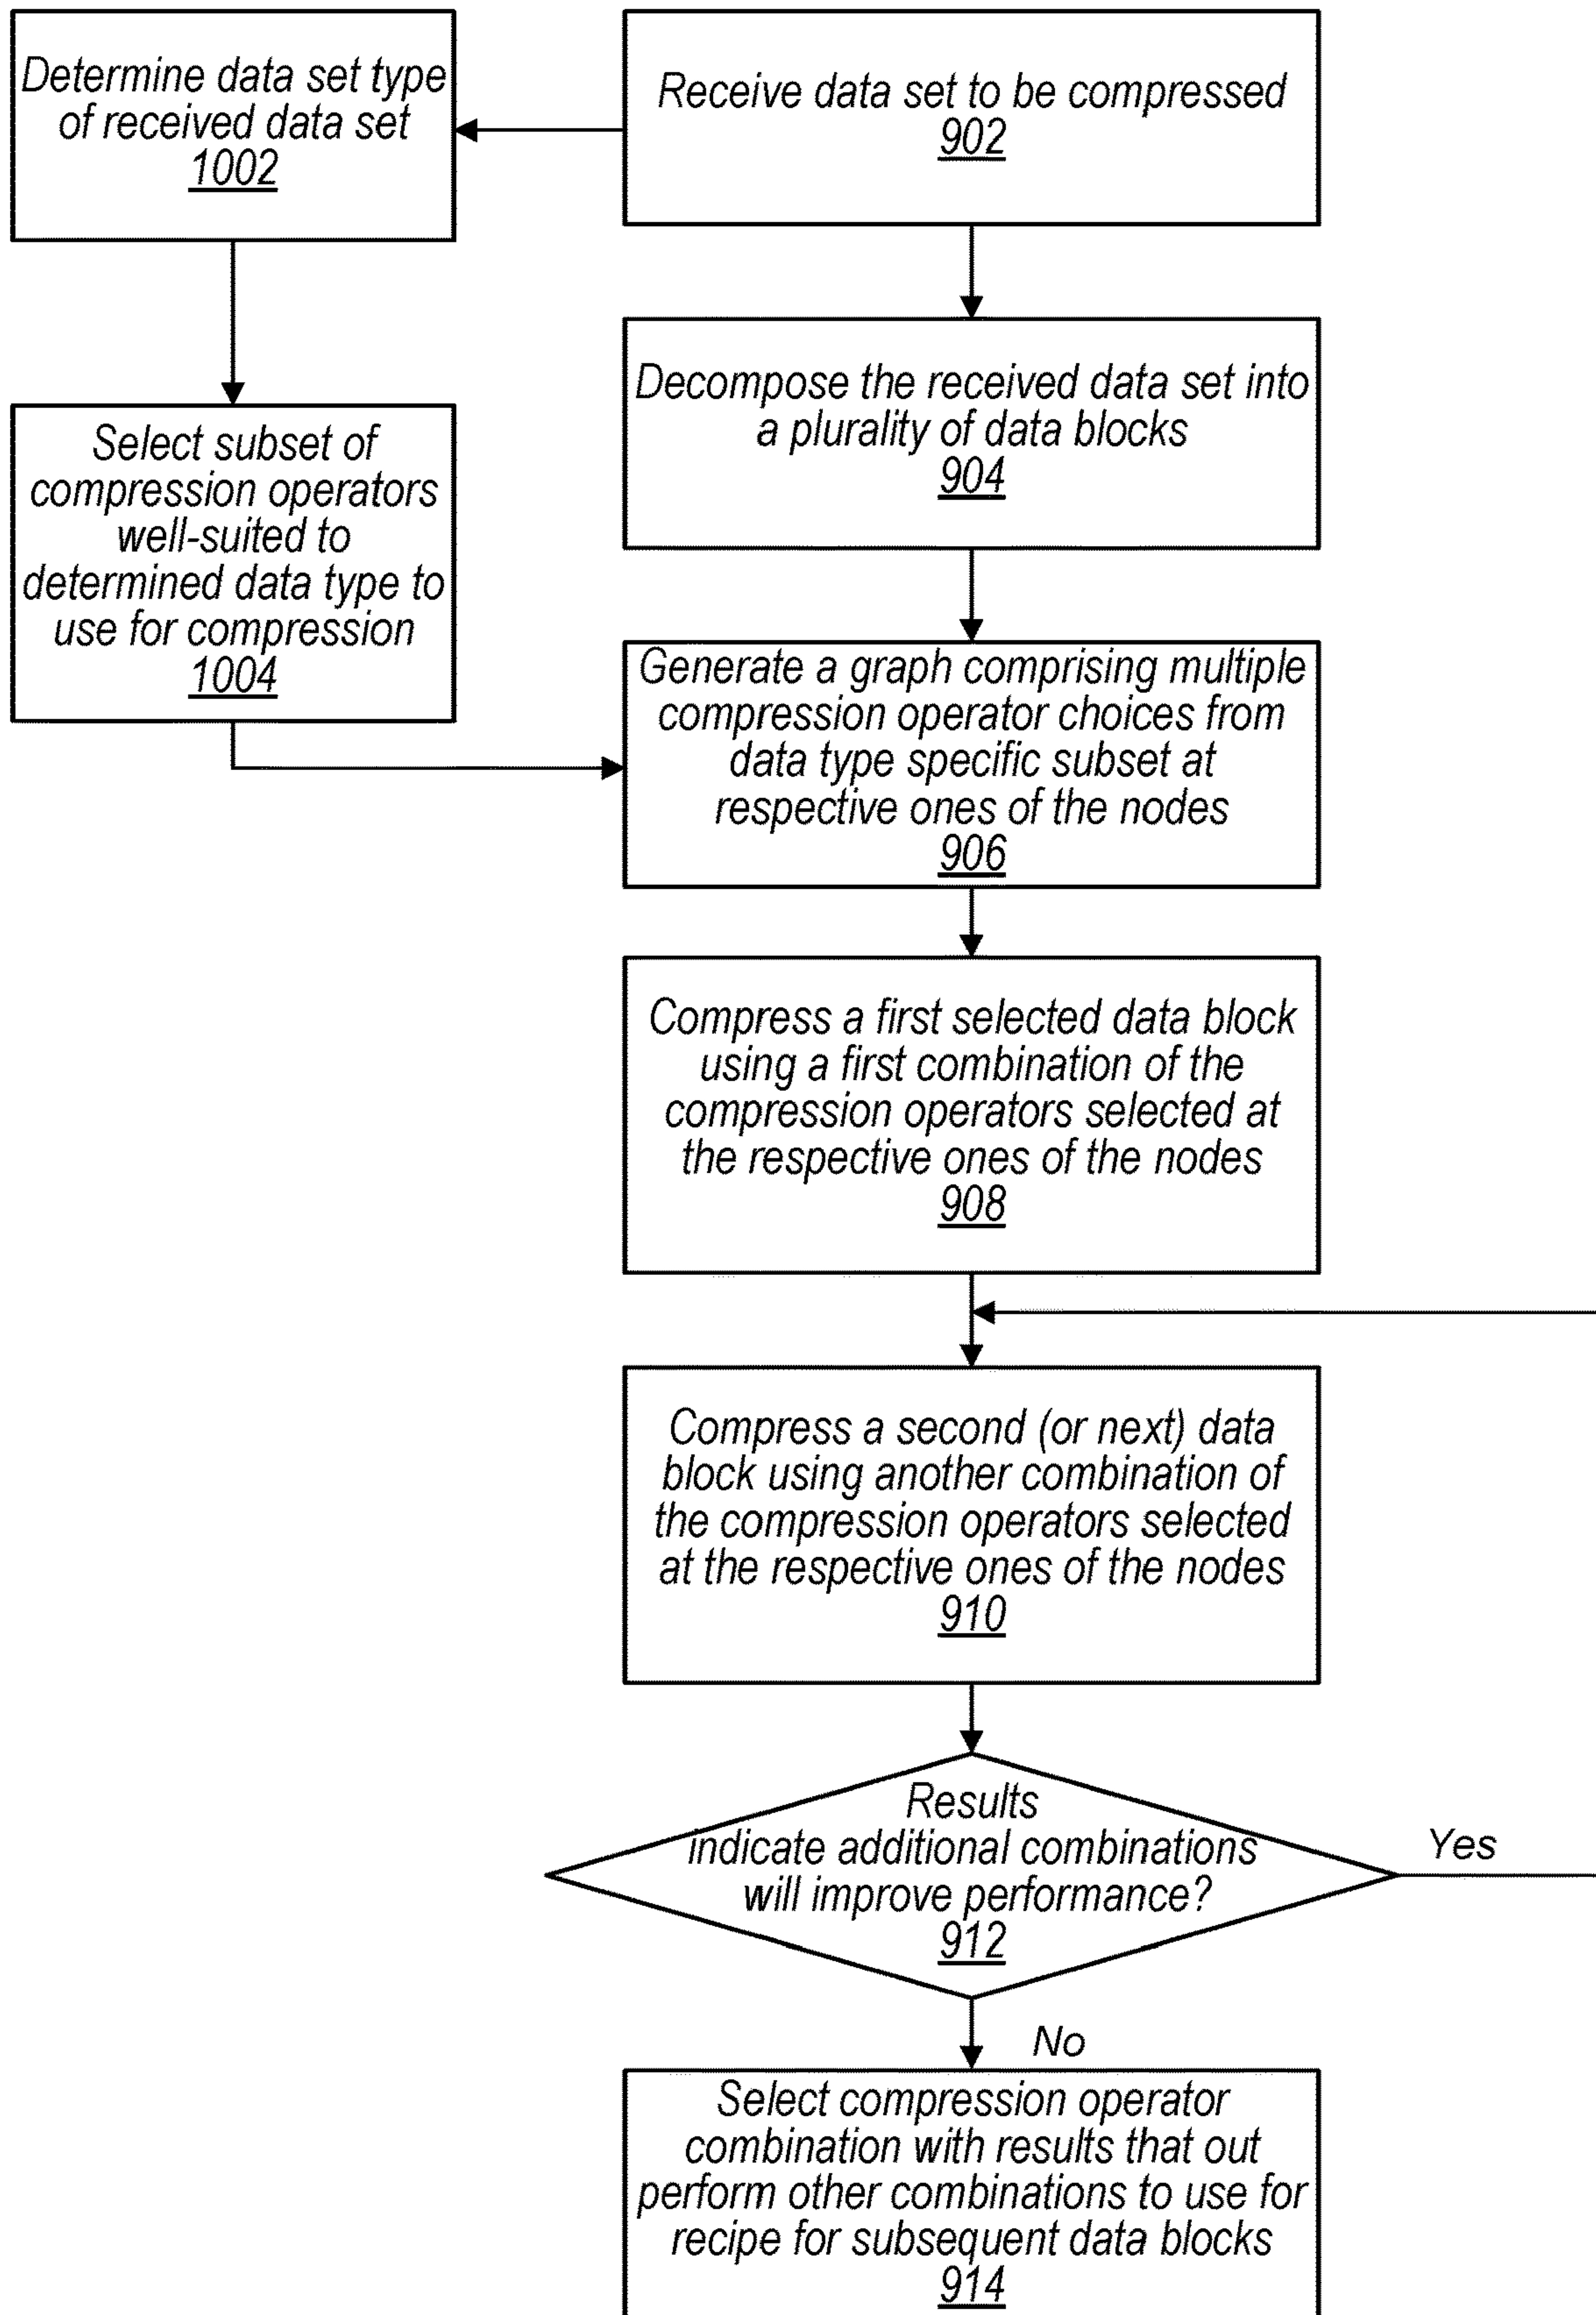 Determine data set type
of received data set
1002
Receive data set to be compressed
902
Decompose the received data set into
a plurality of data blocks
904
Select subset of
compression operators
well-suited to
determined data type to
use for compression
1004
Generate a graph comprising multiple
compression operator choices from
data type specific subset at
respective ones of the nodes
906
Compress a first selected data block
using a first combination of the
compression operators selected at
the respective ones of the nodes
908
Compress a second (or next) data
block using another combination of
the compression operators selected
at the respective ones of the nodes
910
Results
indicate additional combinations
will improve performance?
912
Yes
No
Select compression operator
combination with results that out
perform other combinations to use for
recipe for subsequent data blocks
914